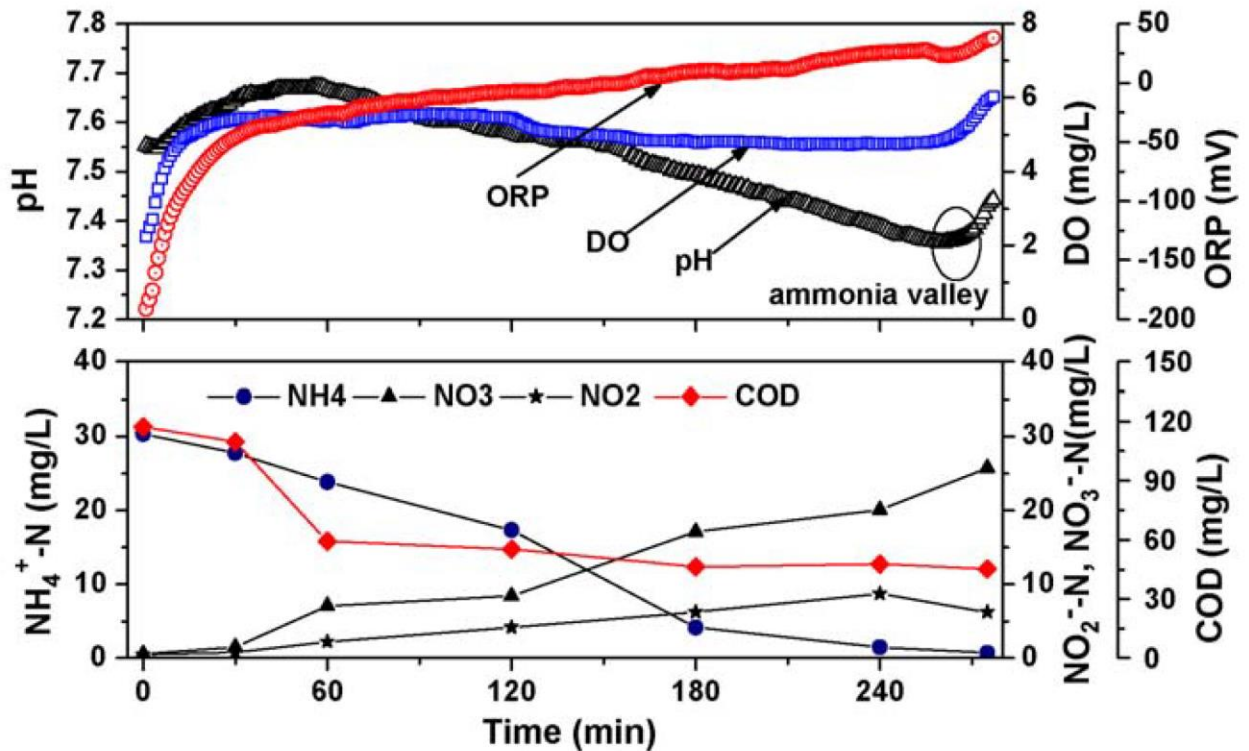 7.8
7.7
7.6
7.5
7.4
7.3
7.2
pH
8
6
4
2
0
DO (mg/L)
50
0
-50
-100
-150
-200
ORP (mV)
ORP
DO
pH
ammonia valley
40
30
20
10
0
NH₄⁺-N (mg/L)
NH4 NO3 NO2 COD
40
30
20
10
0
NO₂⁻-N, NO₃⁻-N(mg/L)
150
120
90
60
30
0
COD (mg/L)
0 60 120 180 240
Time (min)